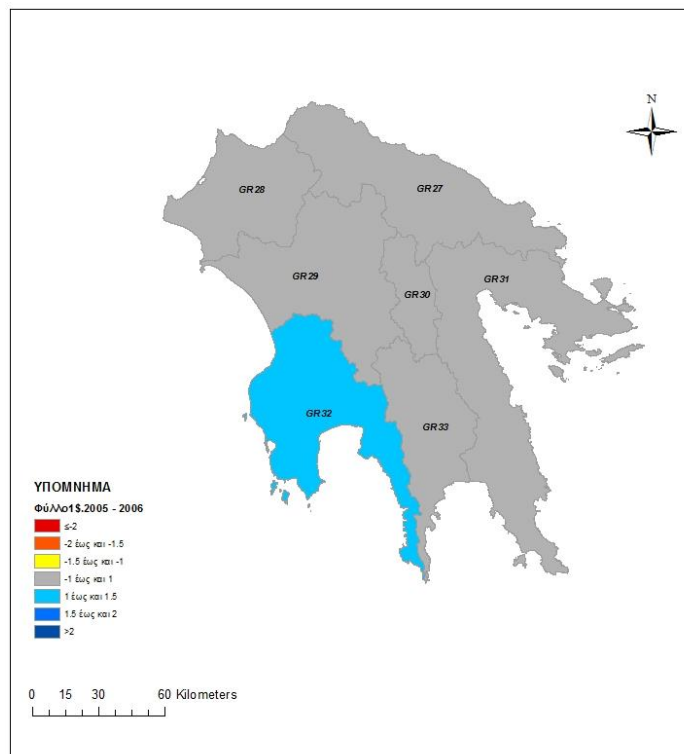 N
GR28
GR27
GR29
GR31
GR30
GR32
GR33
ΥΠΟΜΝΗΜΑ
Φύλλο1$.2005 - 2006
≤-2
-2 έως και -1.5
-1.5 έως και -1
-1 έως και 1
1 έως και 1.5
1.5 έως και 2
>2
0 15 30 60 Kilometers